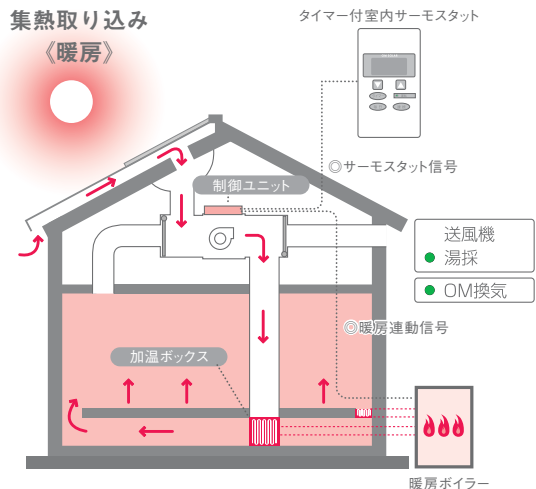 集熱取り込み
《暖房》
タイマー付室内サーモスタット
◎サーモスタット信号
制御ユニット
送風機
湯採
OM換気
◎暖房連動信号
加温ボックス
暖房ボイラー